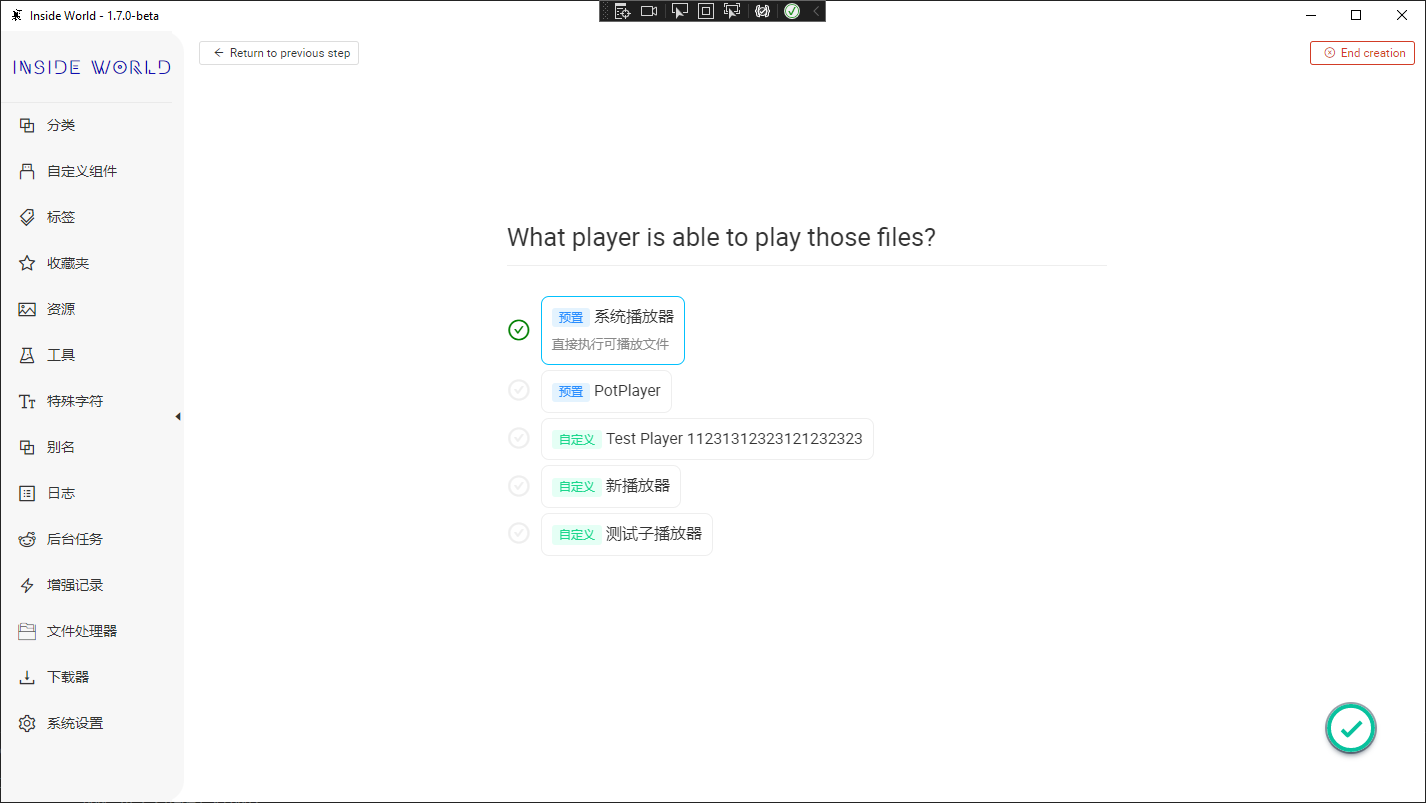 Inside World - 1.7.0-beta
INSIDE WORLD
Return to previous step
End creation
分类
自定义组件
标签
收藏夹
资源
工具
特殊字符
别名
日志
后台任务
增强记录
文件处理器
下载器
系统设置
What player is able to play those files?
预置 系统播放器
直接执行可播放文件
预置 PotPlayer
自定义 Test Player 11231312323121232323
自定义 新播放器
自定义 测试子播放器